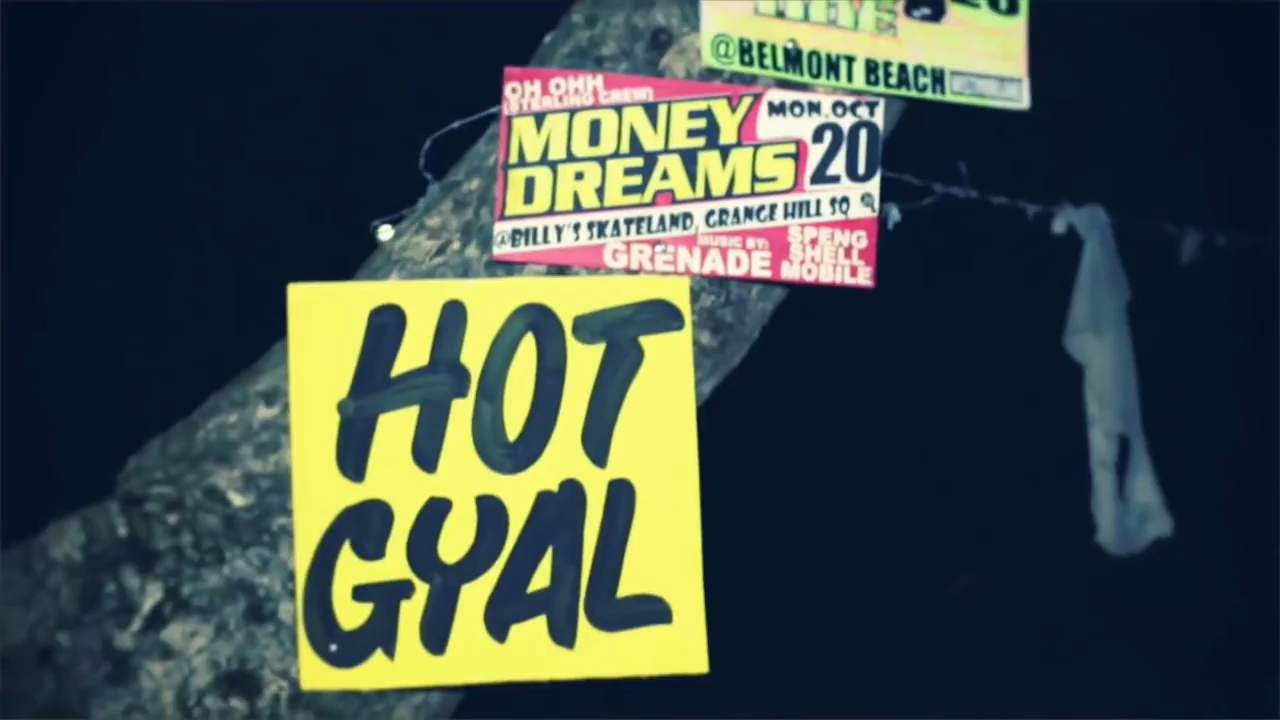 @BELMONT BEACH
OH OHH
(STERLING CREW)
MONEY
DREAMS
MON.OCT
20
@BILLY'S SKATELAND, GRANGE HILL SQ
MUSIC BY:
GRENADE
SPENG
SHELL
MOBILE
HOT
GYAL